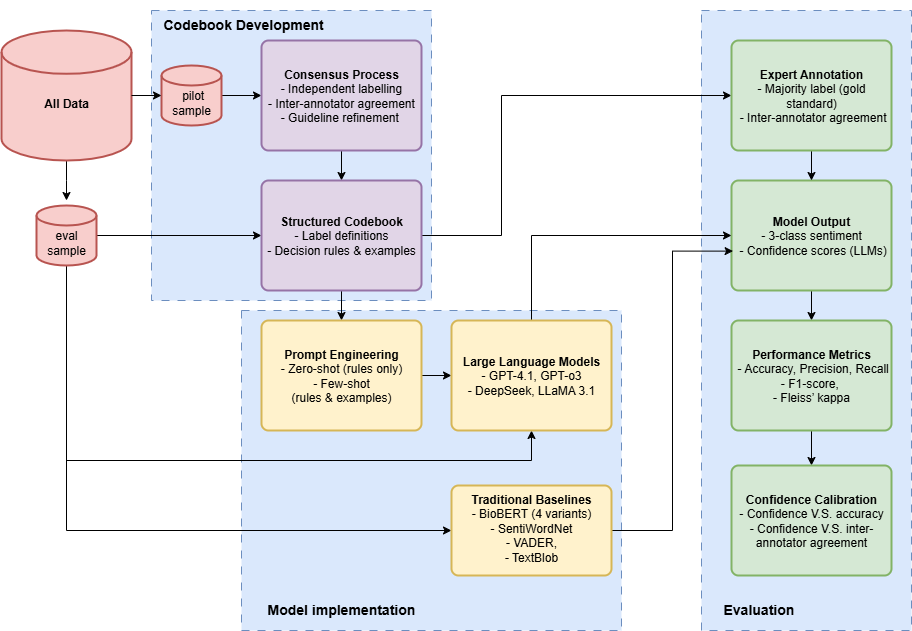 Codebook Development
All Data
pilot
sample
Consensus Process
- Independent labelling
- Inter-annotator agreement
- Guideline refinement
eval
sample
Structured Codebook
- Label definitions
- Decision rules & examples
Prompt Engineering
- Zero-shot (rules only)
- Few-shot
(rules & examples)
Large Language Models
- GPT-4.1, GPT-o3
- DeepSeek, LLaMA 3.1
Traditional Baselines
- BioBERT (4 variants)
- SentiWordNet
- VADER,
- TextBlob
Model implementation
Expert Annotation
- Majority label (gold
standard)
- Inter-annotator agreement
Model Output
- 3-class sentiment
- Confidence scores (LLMs)
Performance Metrics
- Accuracy, Precision, Recall
- F1-score,
- Fleiss’ kappa
Confidence Calibration
- Confidence V.S. accuracy
- Confidence V.S. inter-
annotator agreement
Evaluation